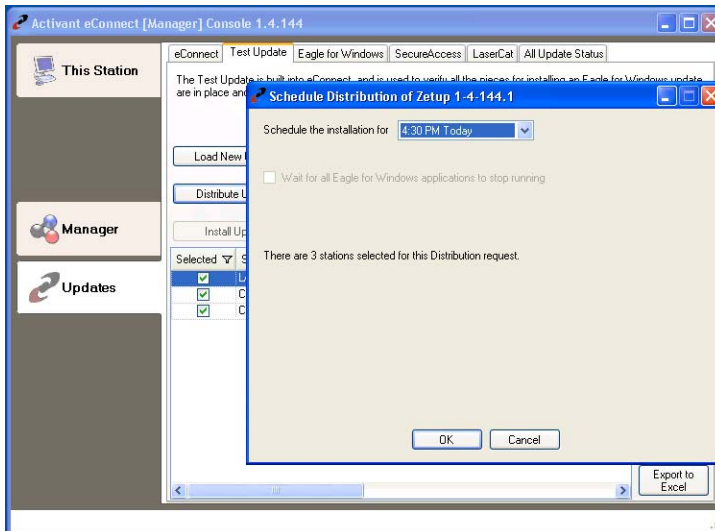 Activant eConnect [Manager] Console 1.4.144
This Station
Manager
Updates
eConnect
Test Update
Eagle for Windows
SecureAccess
LaserCat
All Update Status
The Test Update is built into eConnect, and is used to verify all the pieces for installing an Eagle for Windows update
are in place and
Load New
Distribute U
Install Up
Selected
S
L
C
C
Schedule Distribution of Zetup 1-4-144.1
Schedule the installation for
4:30 PM Today
Wait for all Eagle for Windows applications to stop running
There are 3 stations selected for this Distribution request.
OK
Cancel
Export to
Excel